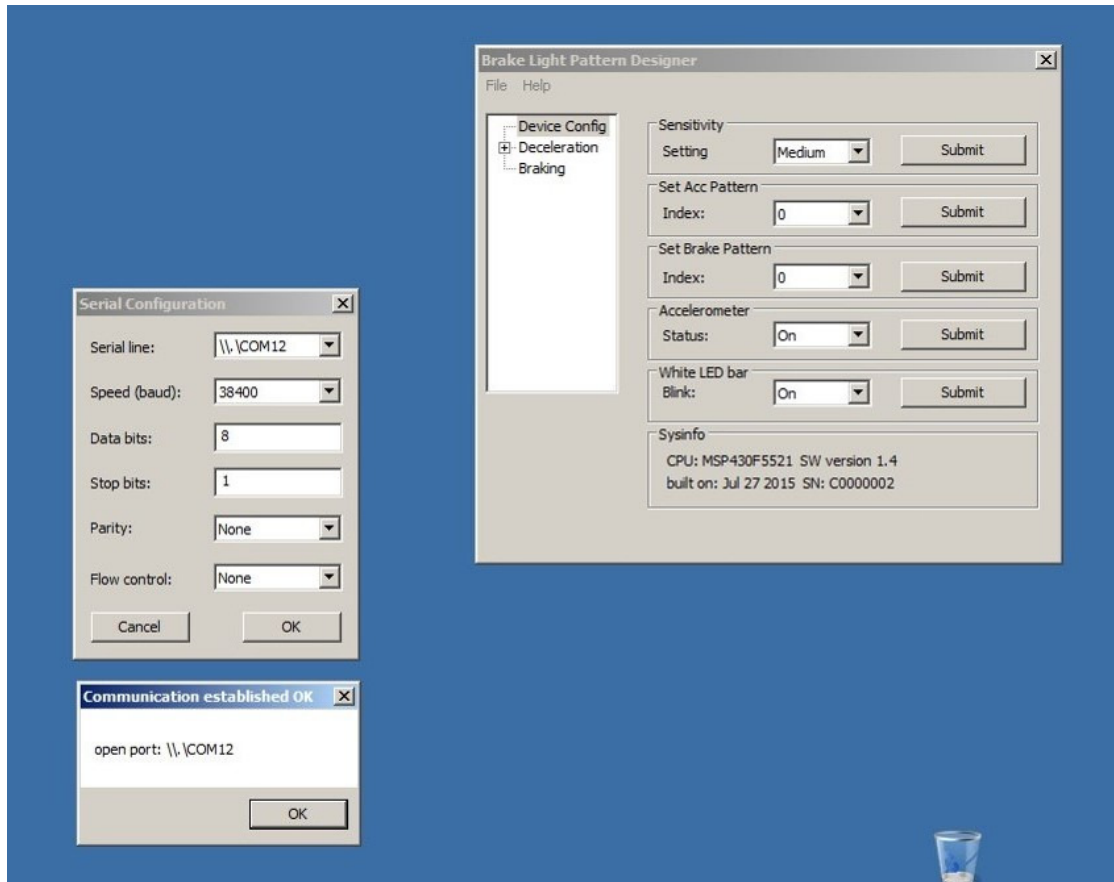 Brake Light Pattern Designer
File Help
Device Config
Deceleration
Braking
Sensitivity
Setting Medium Submit
Set Acc Pattern
Index: 0 Submit
Set Brake Pattern
Index: 0 Submit
Accelerometer
Status: On Submit
White LED bar
Blink: On Submit
Sysinfo
CPU: MSP430F5521 SW version 1.4
built on: Jul 27 2015 SN: C0000002
Serial Configuration
Serial line: \\.\COM12
Speed (baud): 38400
Data bits: 8
Stop bits: 1
Parity: None
Flow control: None
Cancel OK
Communication established OK
open port: \\.\COM12
OK